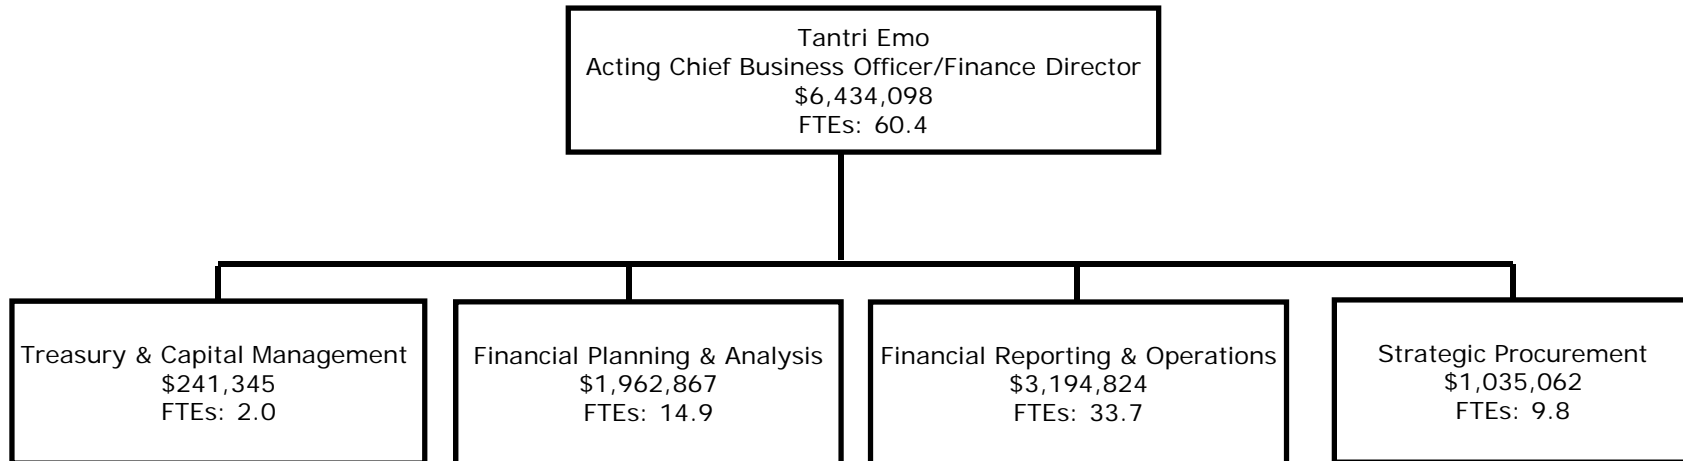 Tantri Emo
Acting Chief Business Officer/Finance Director
$6,434,098
FTEs: 60.4
Treasury & Capital Management
$241,345
FTEs: 2.0
Financial Planning & Analysis
$1,962,867
FTEs: 14.9
Financial Reporting & Operations
$3,194,824
FTEs: 33.7
Strategic Procurement
$1,035,062
FTEs: 9.8